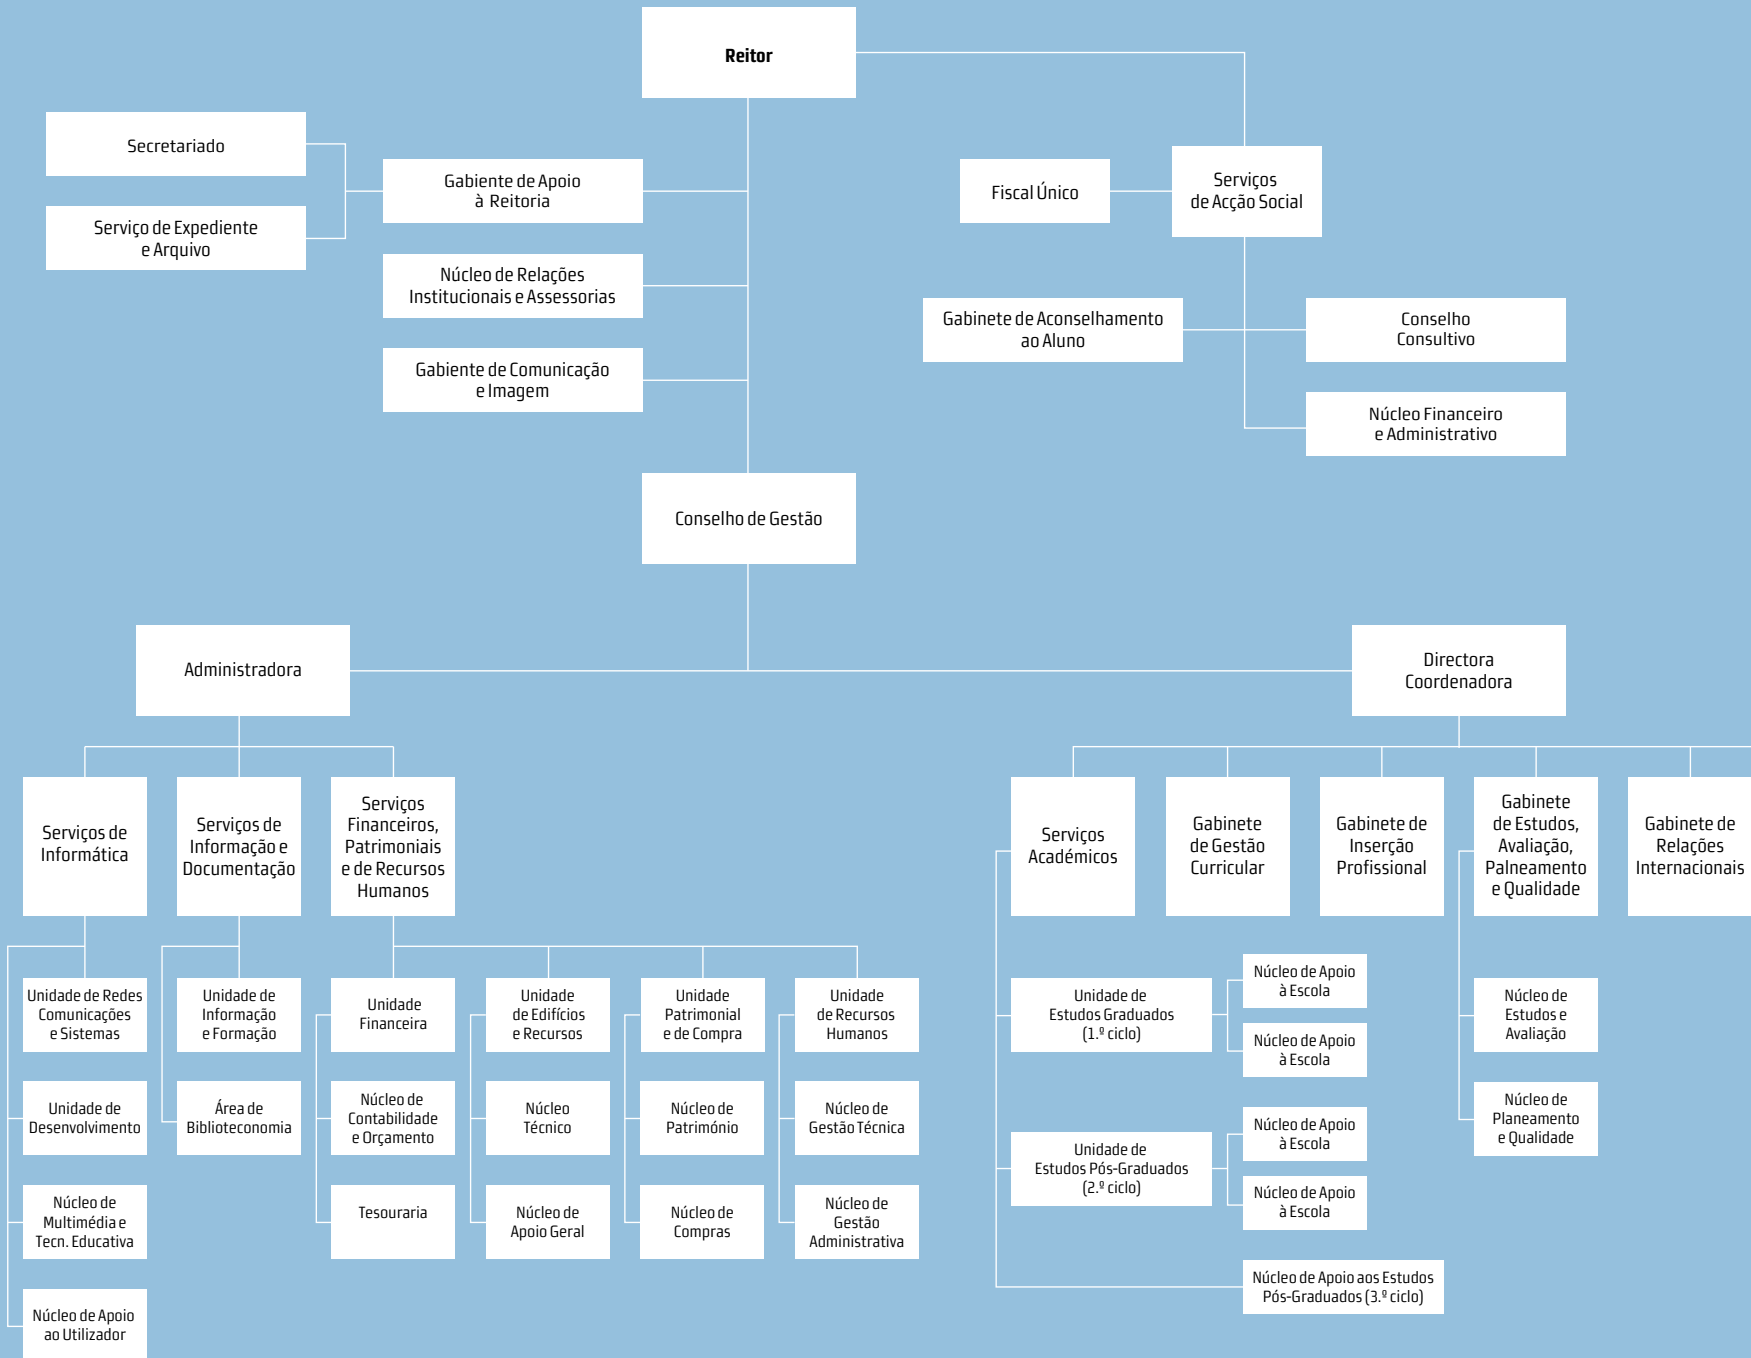 Reitor
Secretariado
Serviço de Expediente
e Arquivo
Gabiente de Apoio
à Reitoria
Núcleo de Relações
Institucionais e Assessorias
Gabiente de Comunicação
e Imagem
Fiscal Único
Serviços
de Acção Social
Gabinete de Aconselhamento
ao Aluno
Conselho
Consultivo
Núcleo Financeiro
e Administrativo
Conselho de Gestão
Administradora
Directora
Coordenadora
Serviços de
Informática
Serviços de
Informação e
Documentação
Serviços
Financeiros,
Patrimoniais
e de Recursos
Humanos
Serviços
Académicos
Gabinete
de Gestão
Curricular
Gabinete de
Inserção
Profissional
Gabinete
de Estudos,
Avaliação,
Palneamento
e Qualidade
Gabinete de
Relações
Internacionais
Unidade de Redes
Comunicações
e Sistemas
Unidade de
Desenvolvimento
Núcleo de
Multimédia e
Tecn. Educativa
Núcleo de Apoio
ao Utilizador
Unidade de
Informação
e Formação
Área de
Biblioteconomia
Unidade
Financeira
Núcleo de
Contabilidade
e Orçamento
Tesouraria
Unidade
de Edifícios
e Recursos
Núcleo
Técnico
Núcleo de
Apoio Geral
Unidade
Patrimonial
e de Compra
Núcleo de
Património
Núcleo de
Compras
Unidade
de Recursos
Humanos
Núcleo de
Gestão Técnica
Núcleo de
Gestão
Administrativa
Unidade de
Estudos Graduados
(1.º ciclo)
Núcleo de Apoio
à Escola
Núcleo de Apoio
à Escola
Unidade de
Estudos Pós-Graduados
(2.º ciclo)
Núcleo de Apoio
à Escola
Núcleo de Apoio
à Escola
Núcleo de Apoio aos Estudos
Pós-Graduados (3.º ciclo)
Núcleo de
Estudos e
Avaliação
Núcleo de
Planeamento
e Qualidade